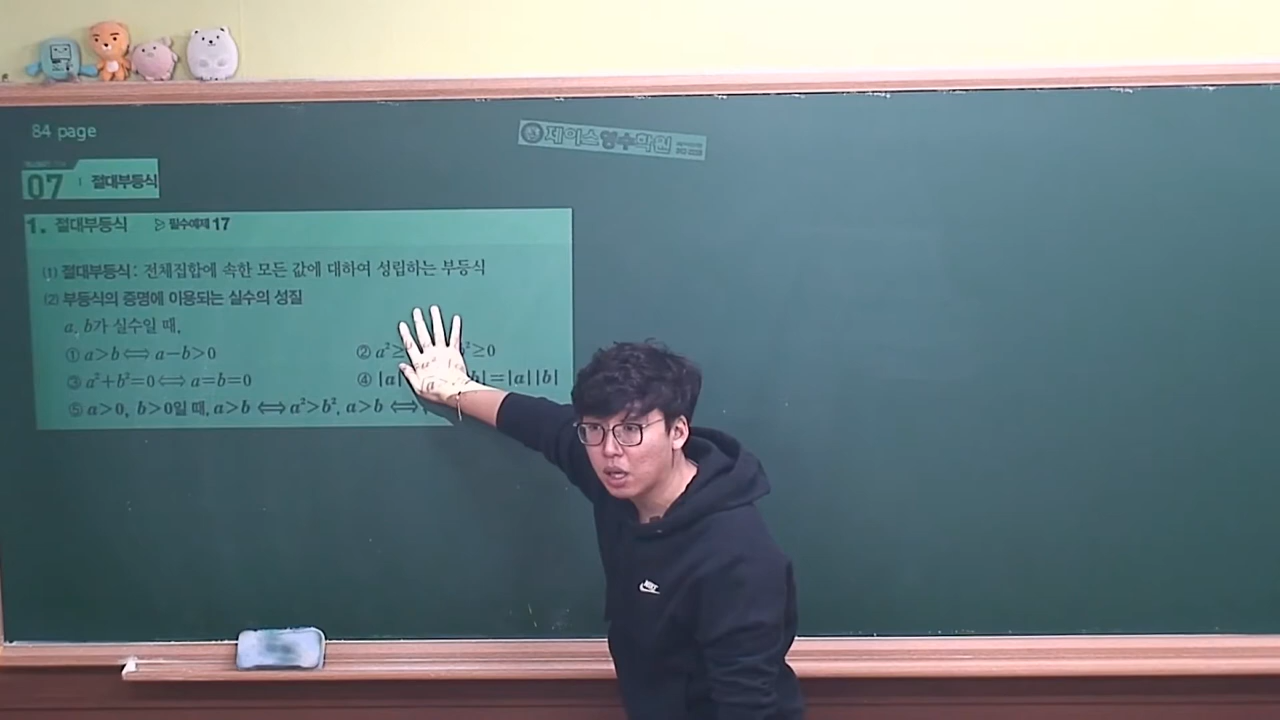 84 page
제이스영수학원
07 절대부등식
1. 절대부등식 ▷ 필수예제 17
(1) 절대부등식: 전체집합에 속한 모든 값에 대하여 성립하는 부등식
(2) 부등식의 증명에 이용되는 실수의 성질
a, b가 실수일 때,
① a>b⟺a-b>0 ② a²≥ b²≥0
③ a²+b²=0⟺a=b=0 ④ |a| b|=|a||b|
⑤ a>0, b>0일 때, a>b ⟺a²>b², a>b ⟺